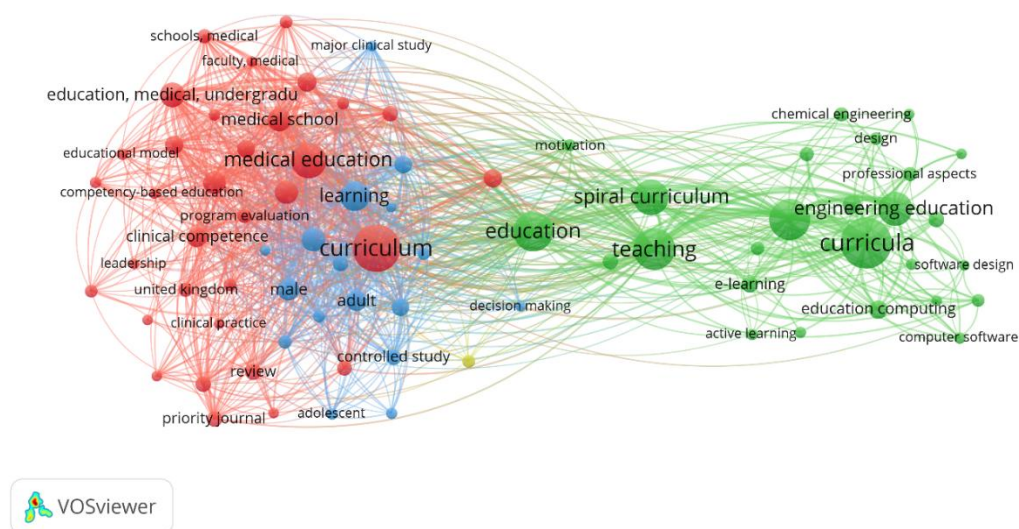 schools, medical
major clinical study
faculty, medical
education, medical, undergradu
medical school
chemical engineering
design
motivation
educational model
medical education
professional aspects
competency-based education
learning
spiral curriculum
program evaluation
engineering education
clinical competence
education
curriculum
teaching
curricula
leadership
software design
united kingdom
male
adult
e-learning
decision making
education computing
clinical practice
active learning
computer software
controlled study
review
priority journal
adolescent
VOSviewer